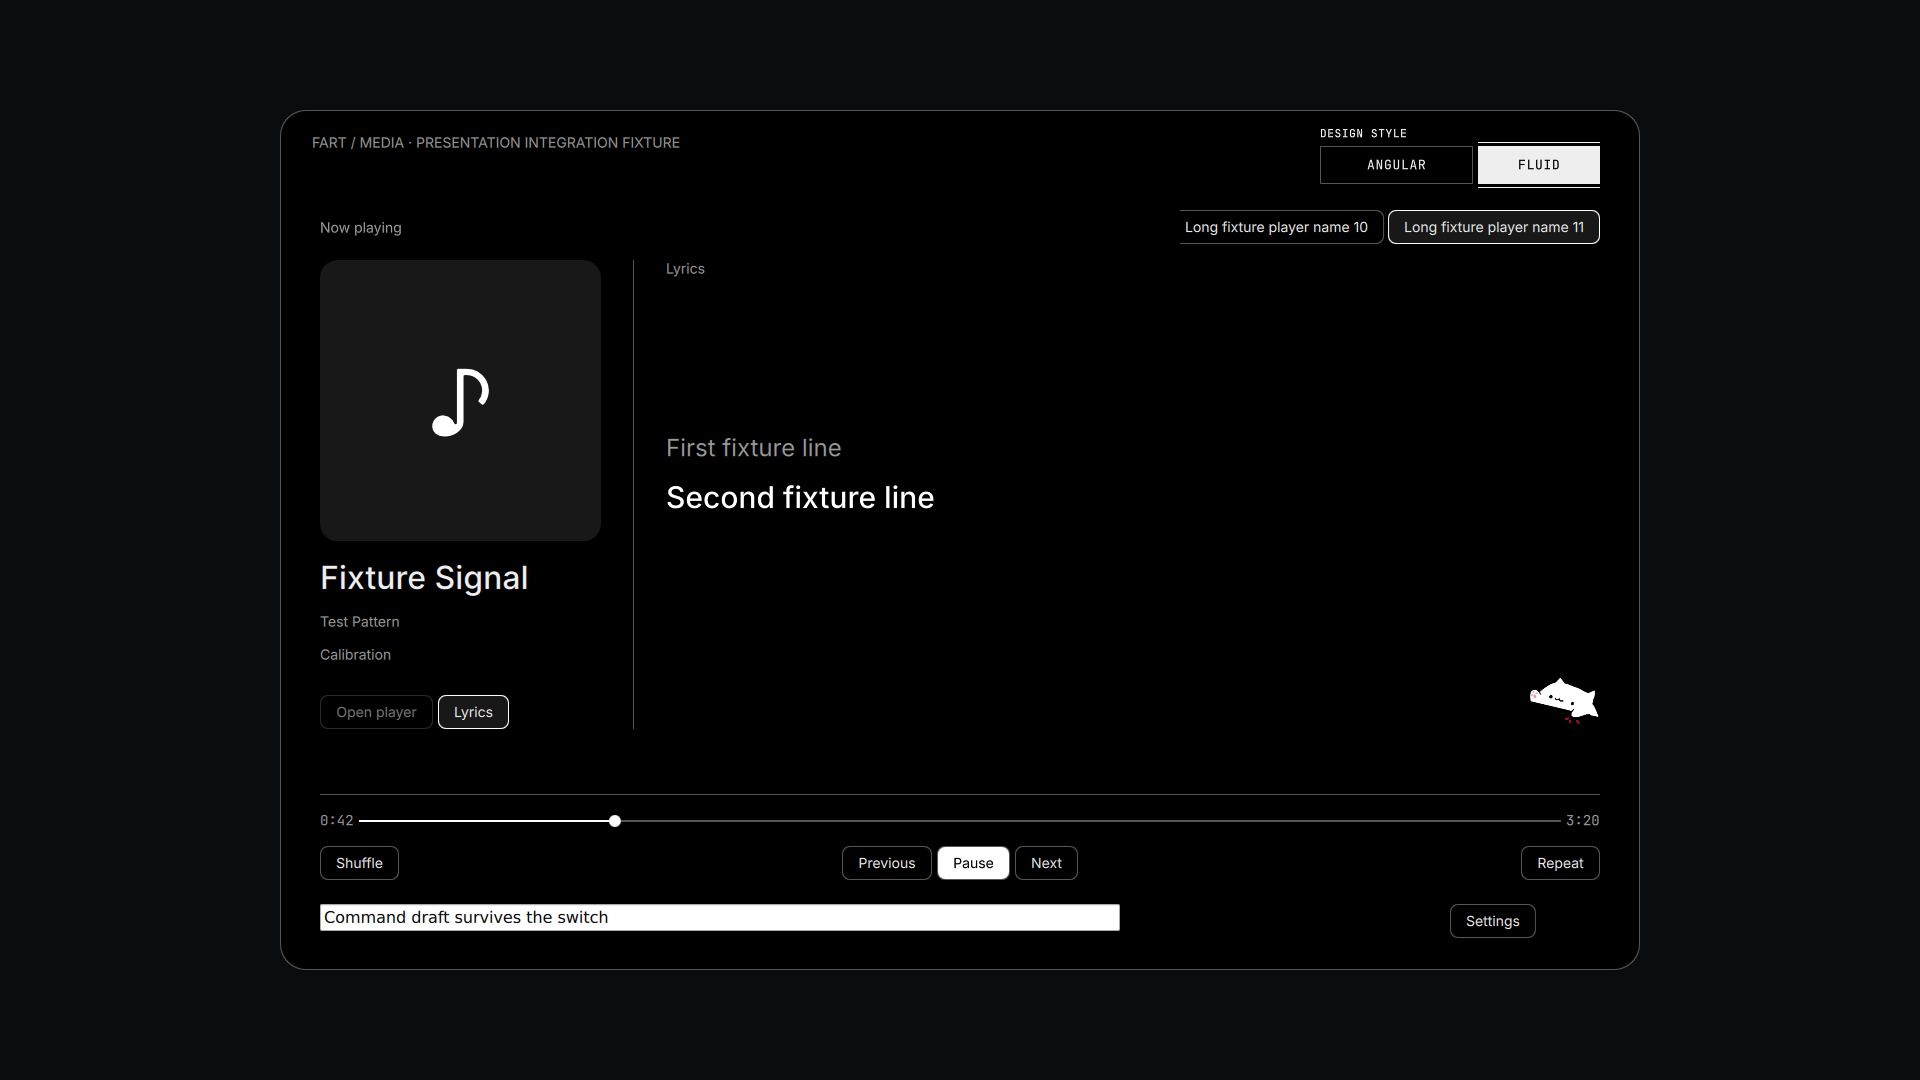 FART / MEDIA · PRESENTATION INTEGRATION FIXTURE
DESIGN STYLE
ANGULAR
FLUID
Now playing
Long fixture player name 10
Long fixture player name 11
Lyrics
First fixture line
Second fixture line
Fixture Signal
Test Pattern
Calibration
Open player
Lyrics
0:42
3:20
Shuffle
Previous
Pause
Next
Repeat
Command draft survives the switch
Settings